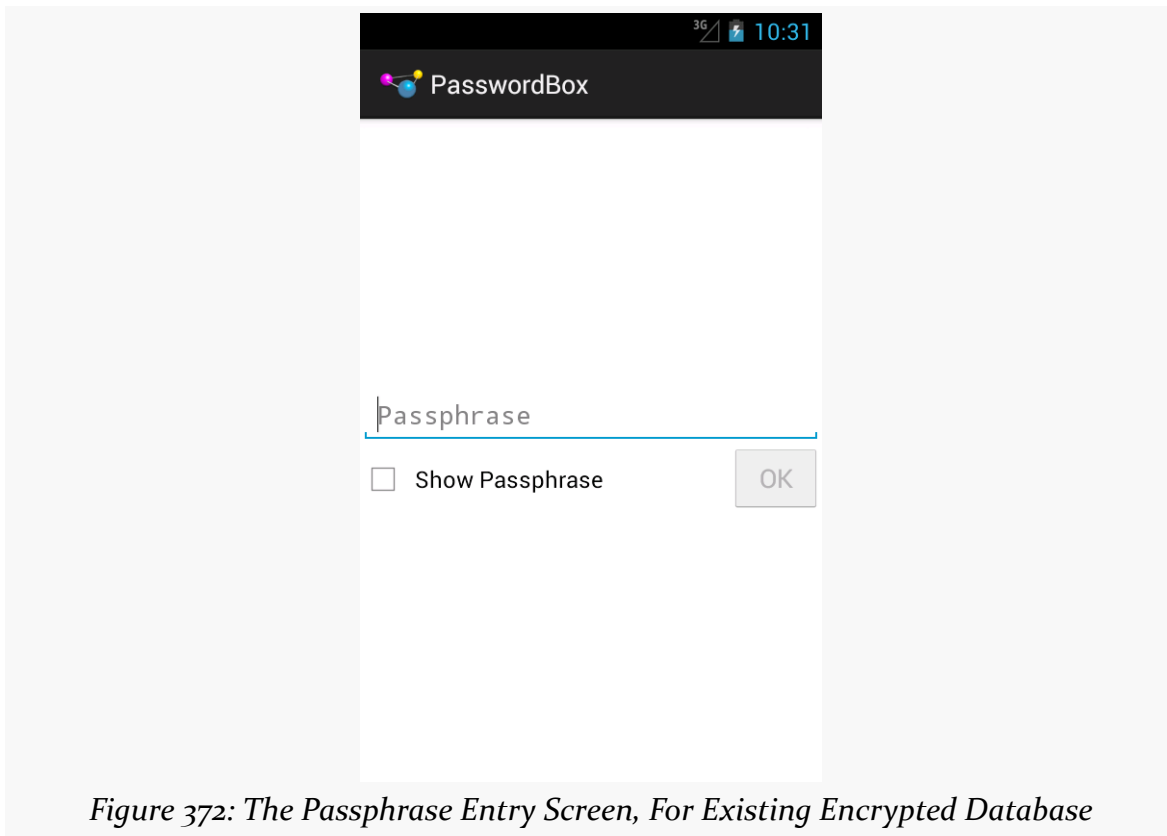 3G 10:31
PasswordBox
Passphrase
Show Passphrase OK
Figure 372: The Passphrase Entry Screen, For Existing Encrypted Database